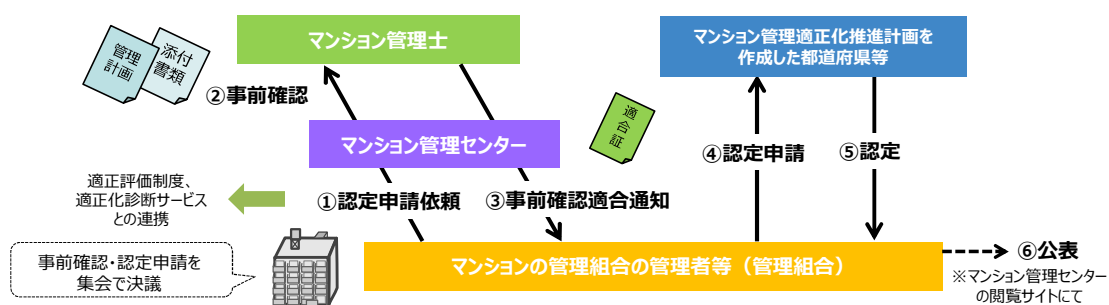 マンション管理士
マンション管理適正化推進計画を
作成した都道府県等
管理
計画
添付
書類
②事前確認
適合証
マンション管理センター
④認定申請
⑤認定
適正評価制度、
適正化診断サービス
との連携
①認定申請依頼
③事前確認適合通知
事前確認・認定申請を
集会で決議
マンションの管理組合の管理者等（管理組合）
⑥公表
※マンション管理センター
の閲覧サイトにて